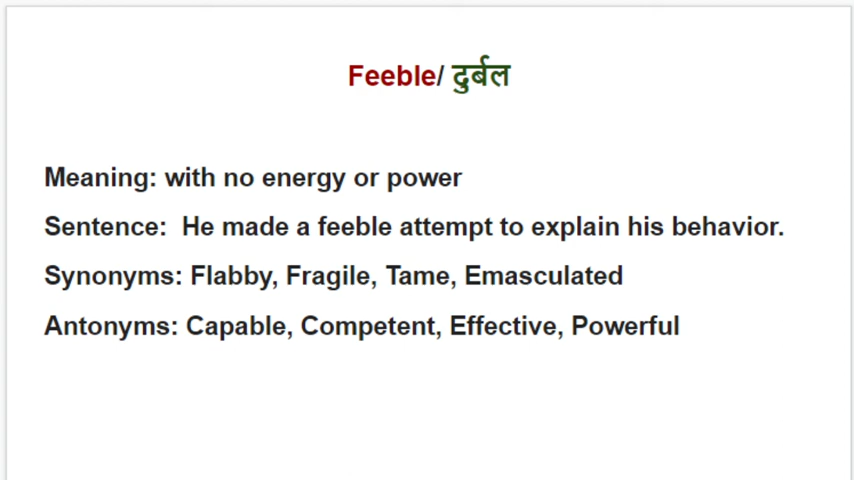 Feeble/ दुर्बल
Meaning: with no energy or power
Sentence:  He made a feeble attempt to explain his behavior.
Synonyms: Flabby, Fragile, Tame, Emasculated
Antonyms: Capable, Competent, Effective, Powerful